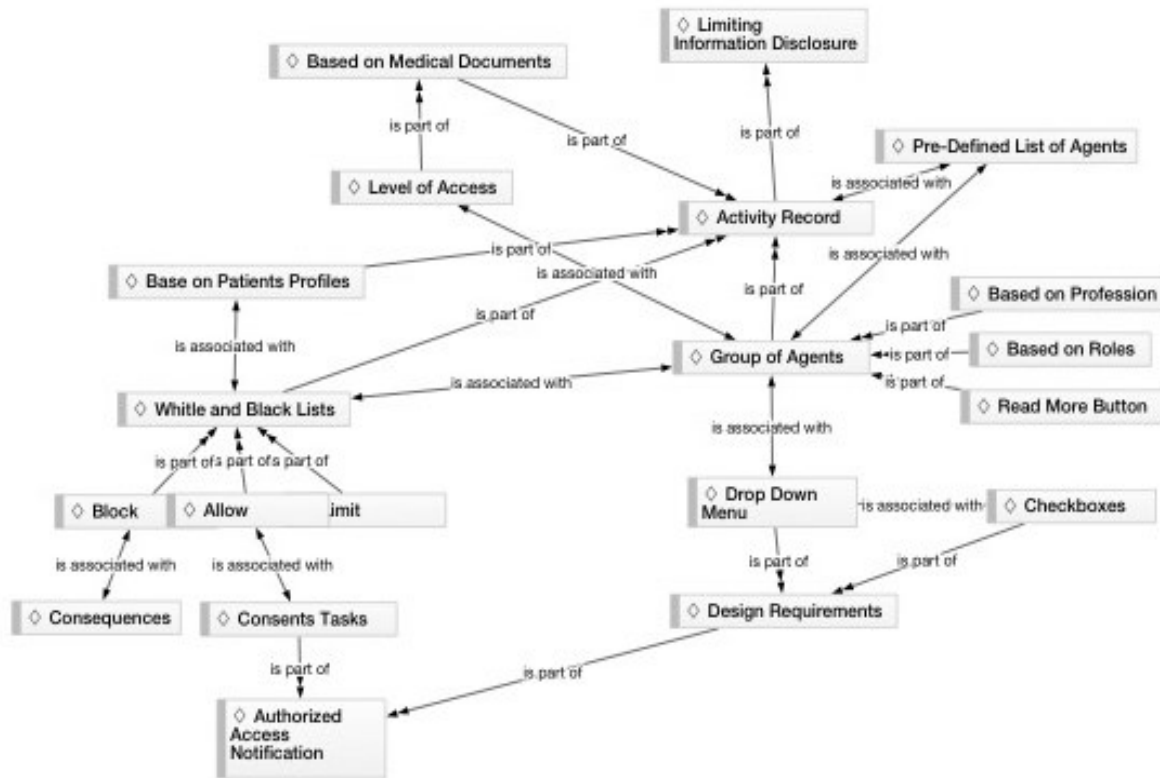 ◇ Limiting
Information Disclosure
◇ Based on Medical Documents
is part of
is part of
is part of
◇ Pre-Defined List of Agents
◇ Level of Access
is associated with
◇ Activity Record
is part of
is associated with
is associated with
◇ Base on Patients Profiles
is part of
is part of
◇ Based on Profession
is part of
is associated with
◇ Group of Agents
is part of
◇ Based on Roles
is associated with
is part of
◇ Whitle and Black Lists
◇ Read More Button
is associated with
is part of
s part of
s part of
◇ Block
◇ Allow
imit
◇ Drop Down
Menu
is associated with
◇ Checkboxes
is associated with
is associated with
is part of
is part of
◇ Consequences
◇ Consents Tasks
◇ Design Requirements
is part of
is part of
◇ Authorized
Access
Notification